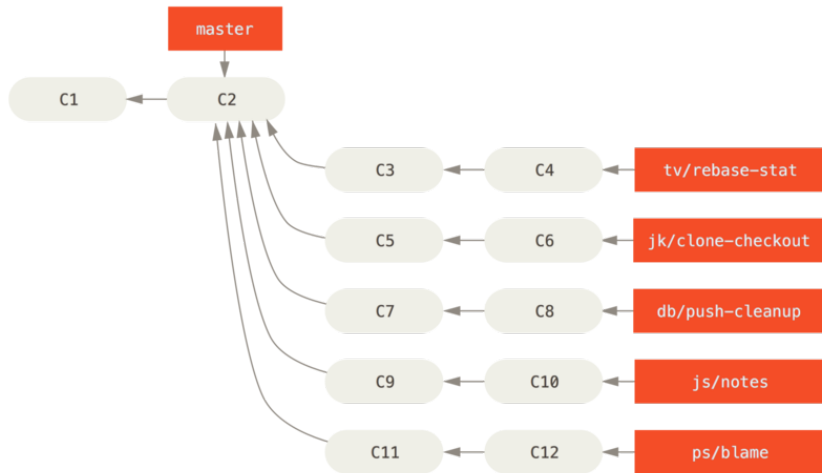 master
C1 C2
C3 C4 tv/rebase-stat
C5 C6 jk/clone-checkout
C7 C8 db/push-cleanup
C9 C10 js/notes
C11 C12 ps/blame